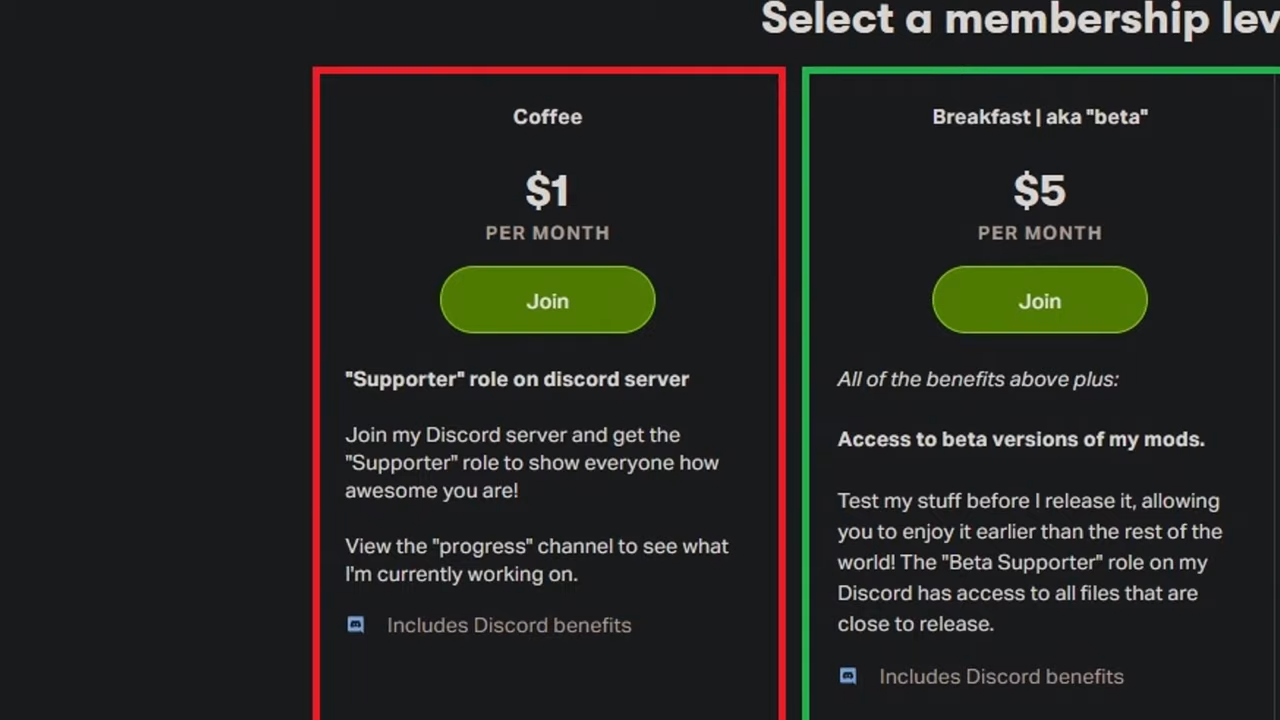 Select a membership lev
Coffee
$1
PER MONTH
Join
"Supporter" role on discord server
Join my Discord server and get the
"Supporter" role to show everyone how
awesome you are!
View the "progress" channel to see what
I'm currently working on.
Includes Discord benefits
Breakfast | aka "beta"
$5
PER MONTH
Join
All of the benefits above plus:
Access to beta versions of my mods.
Test my stuff before I release it, allowing
you to enjoy it earlier than the rest of the
world! The "Beta Supporter" role on my
Discord has access to all files that are
close to release.
Includes Discord benefits